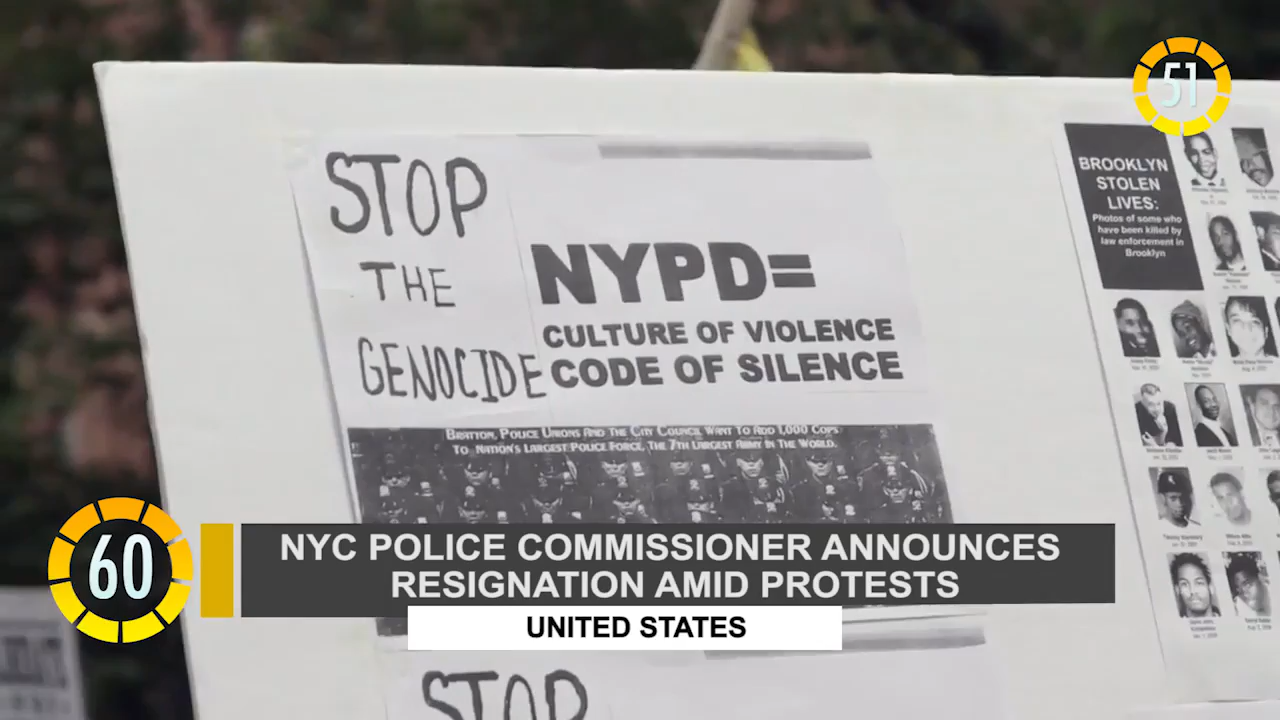 51
STOP
THE
GENOCIDE
NYPD=
CULTURE OF VIOLENCE
CODE OF SILENCE
BRATTON, POLICE UNIONS AND THE CITY COUNCIL WANT TO ADD 1,000 COPS
TO NATION'S LARGEST POLICE FORCE, THE 7TH LARGEST ARMY IN THE WORLD.
BROOKLYN
STOLEN
LIVES:
Photos of some who
have been killed by
law enforcement in
Brooklyn
60
NYC POLICE COMMISSIONER ANNOUNCES
RESIGNATION AMID PROTESTS
UNITED STATES
STOP